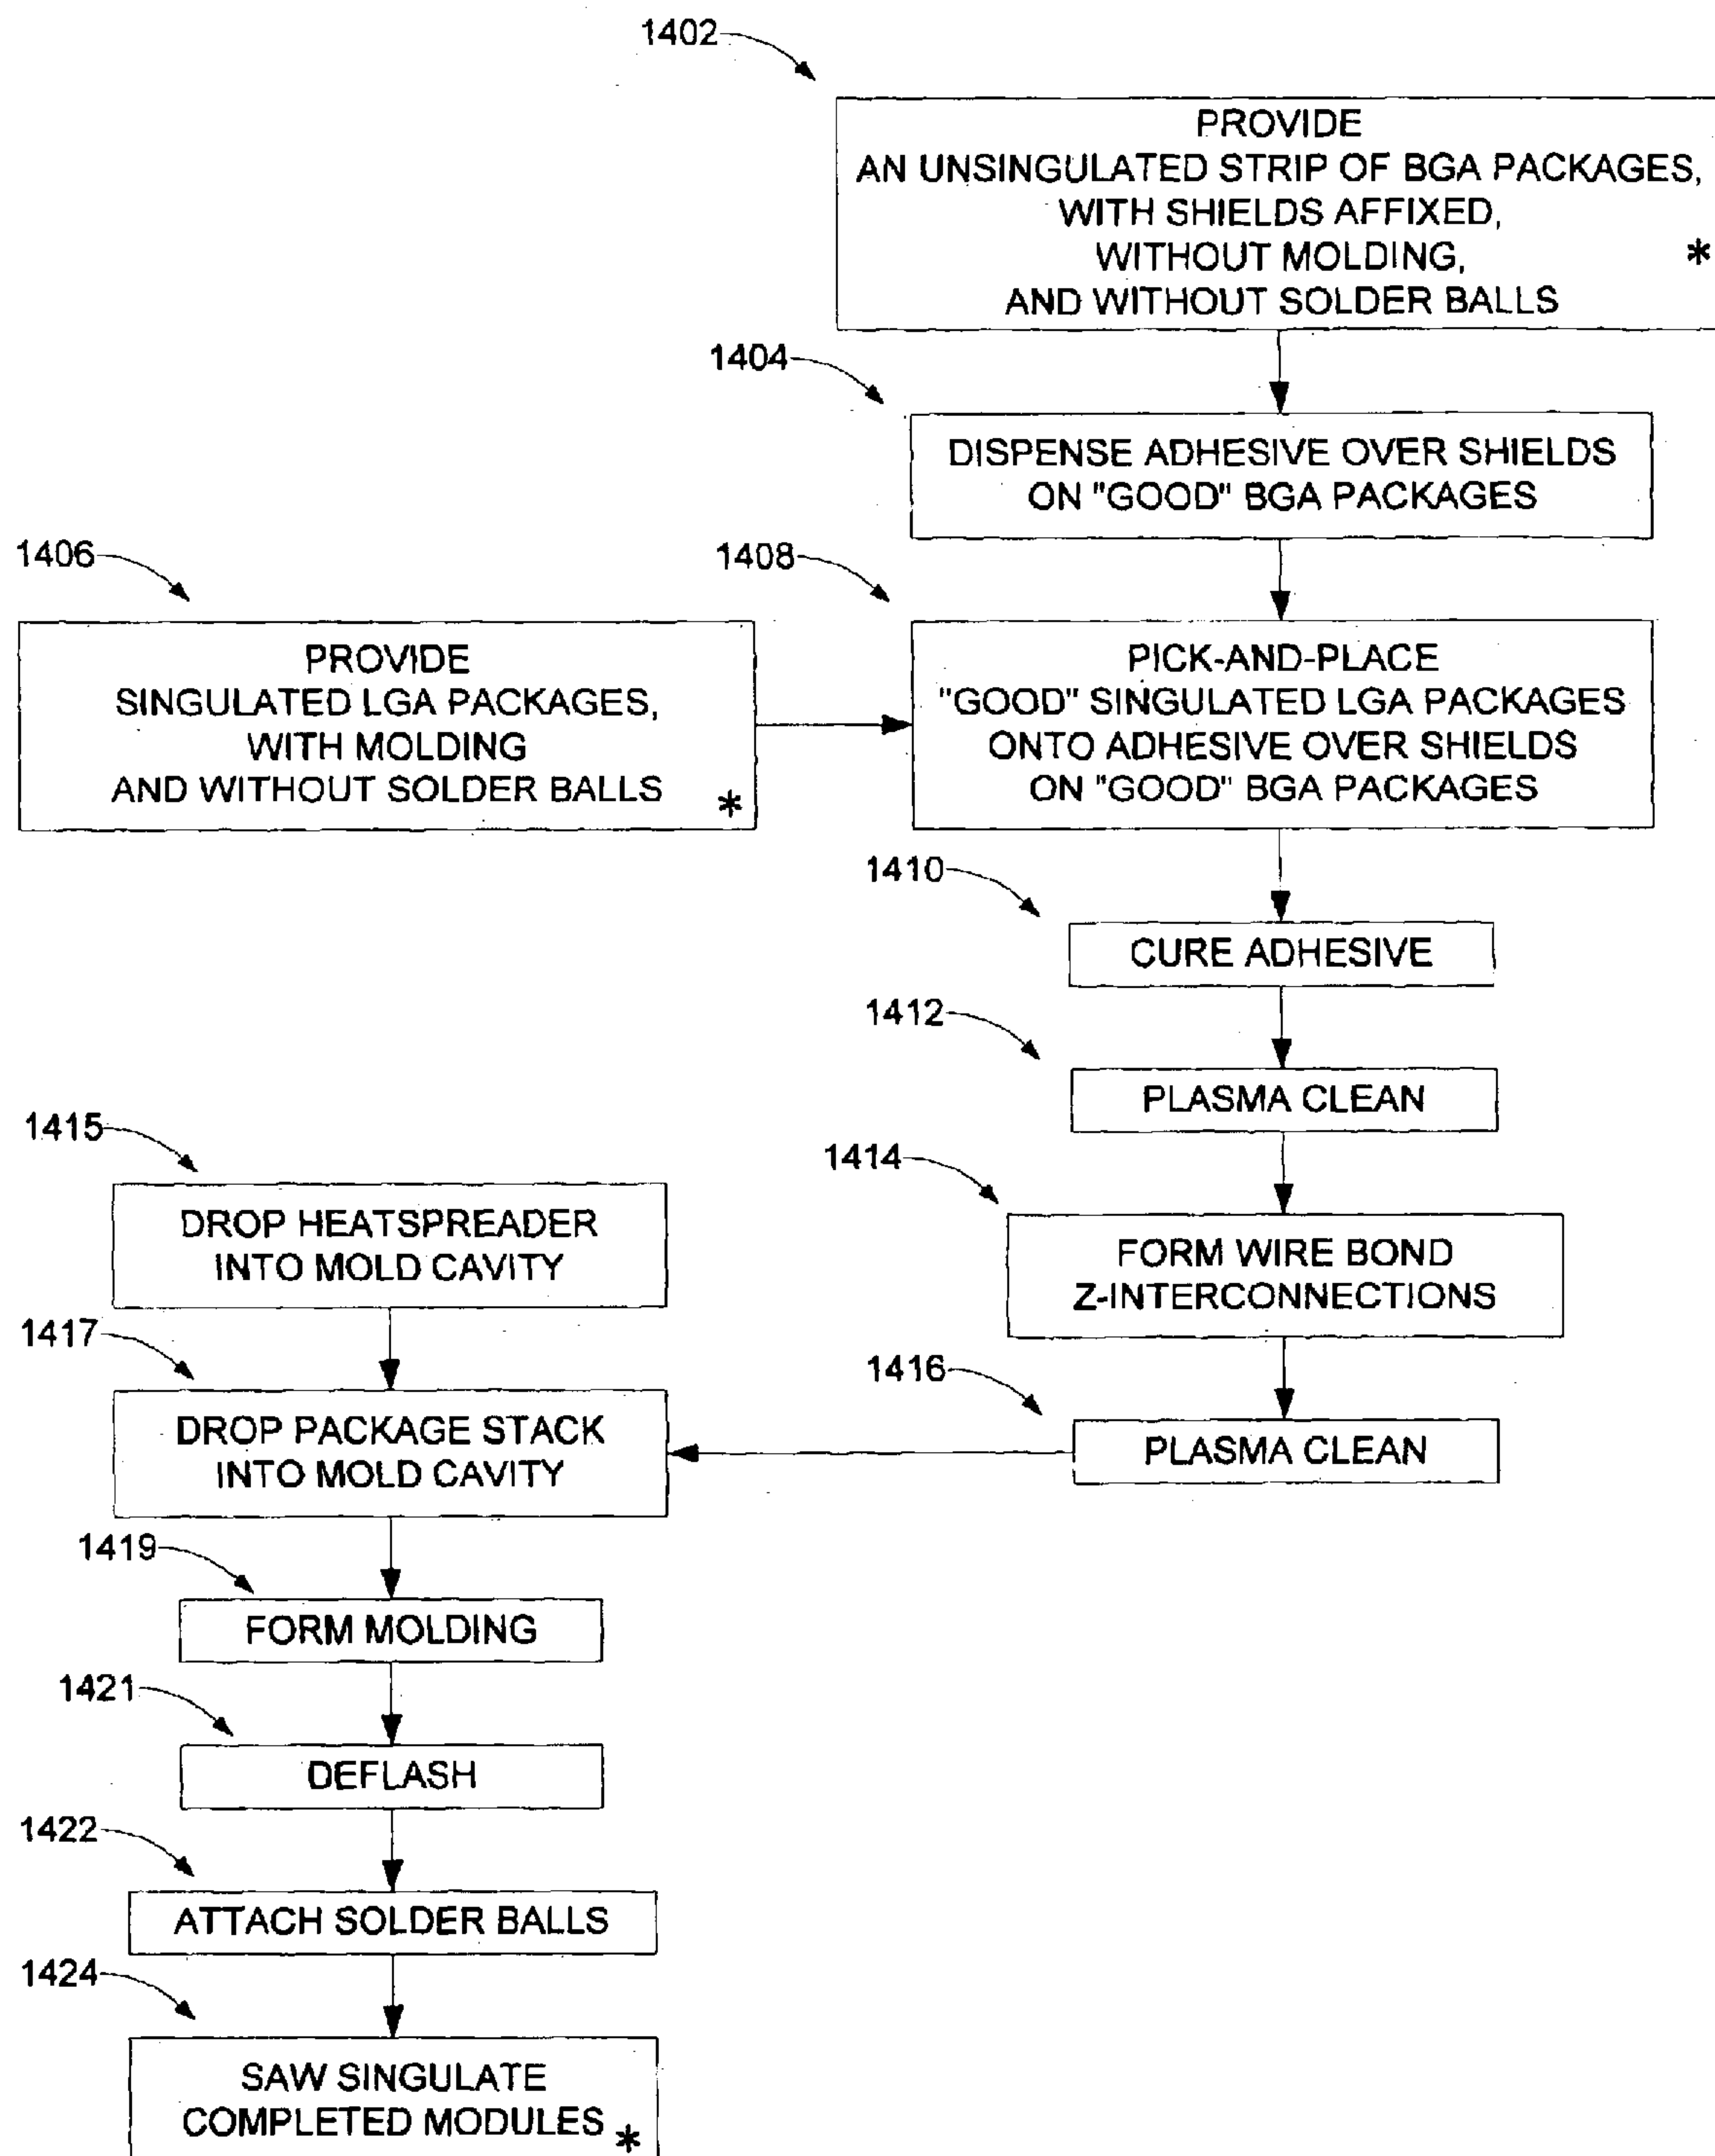 1402
PROVIDE
AN UNSINGULATED STRIP OF BGA PACKAGES,
WITH SHIELDS AFFIXED,
WITHOUT MOLDING,
AND WITHOUT SOLDER BALLS
*
1404
DISPENSE ADHESIVE OVER SHIELDS
ON "GOOD" BGA PACKAGES
1406
PROVIDE
SINGULATED LGA PACKAGES,
WITH MOLDING
AND WITHOUT SOLDER BALLS
*
1408
PICK-AND-PLACE
"GOOD" SINGULATED LGA PACKAGES
ONTO ADHESIVE OVER SHIELDS
ON "GOOD" BGA PACKAGES
1410
CURE ADHESIVE
1412
PLASMA CLEAN
1414
FORM WIRE BOND
Z-INTERCONNECTIONS
1416
PLASMA CLEAN
1415
DROP HEATSPREADER
INTO MOLD CAVITY
1417
DROP PACKAGE STACK
INTO MOLD CAVITY
1419
FORM MOLDING
1421
DEFLASH
1422
ATTACH SOLDER BALLS
1424
SAW SINGULATE
COMPLETED MODULES *